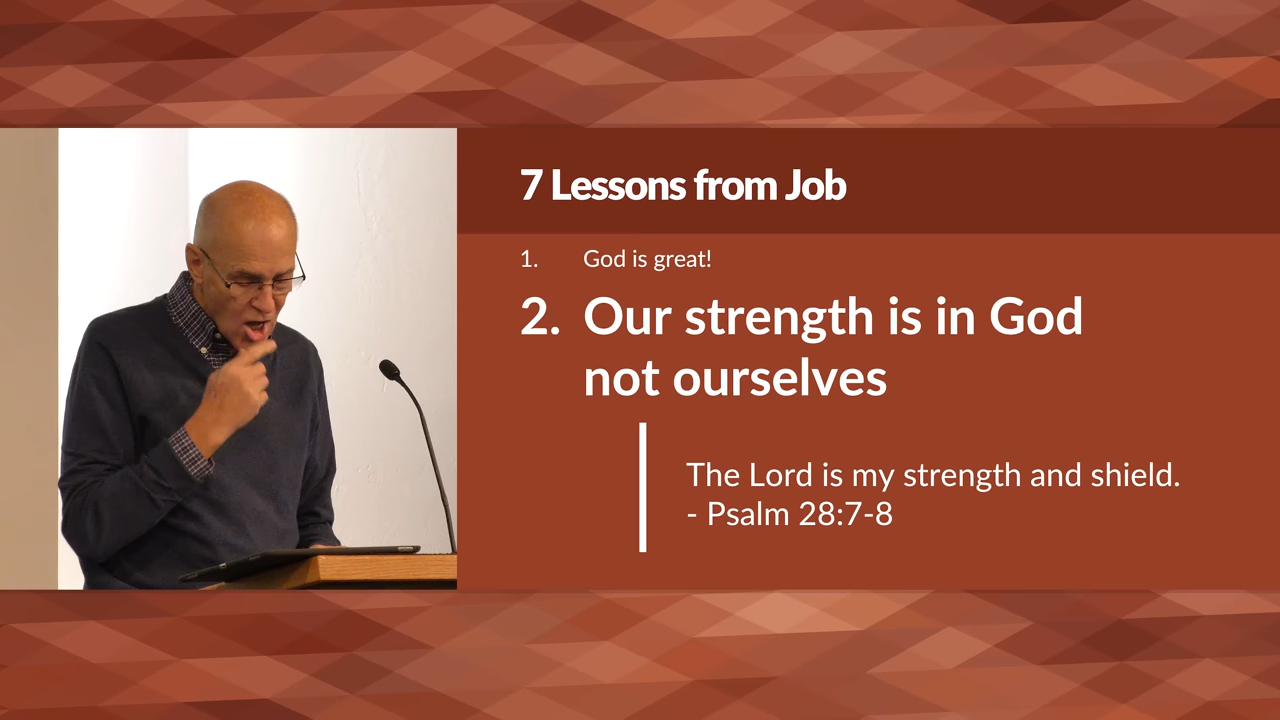 7 Lessons from Job
1. God is great!
2. Our strength is in God
not ourselves
The Lord is my strength and shield.
- Psalm 28:7-8